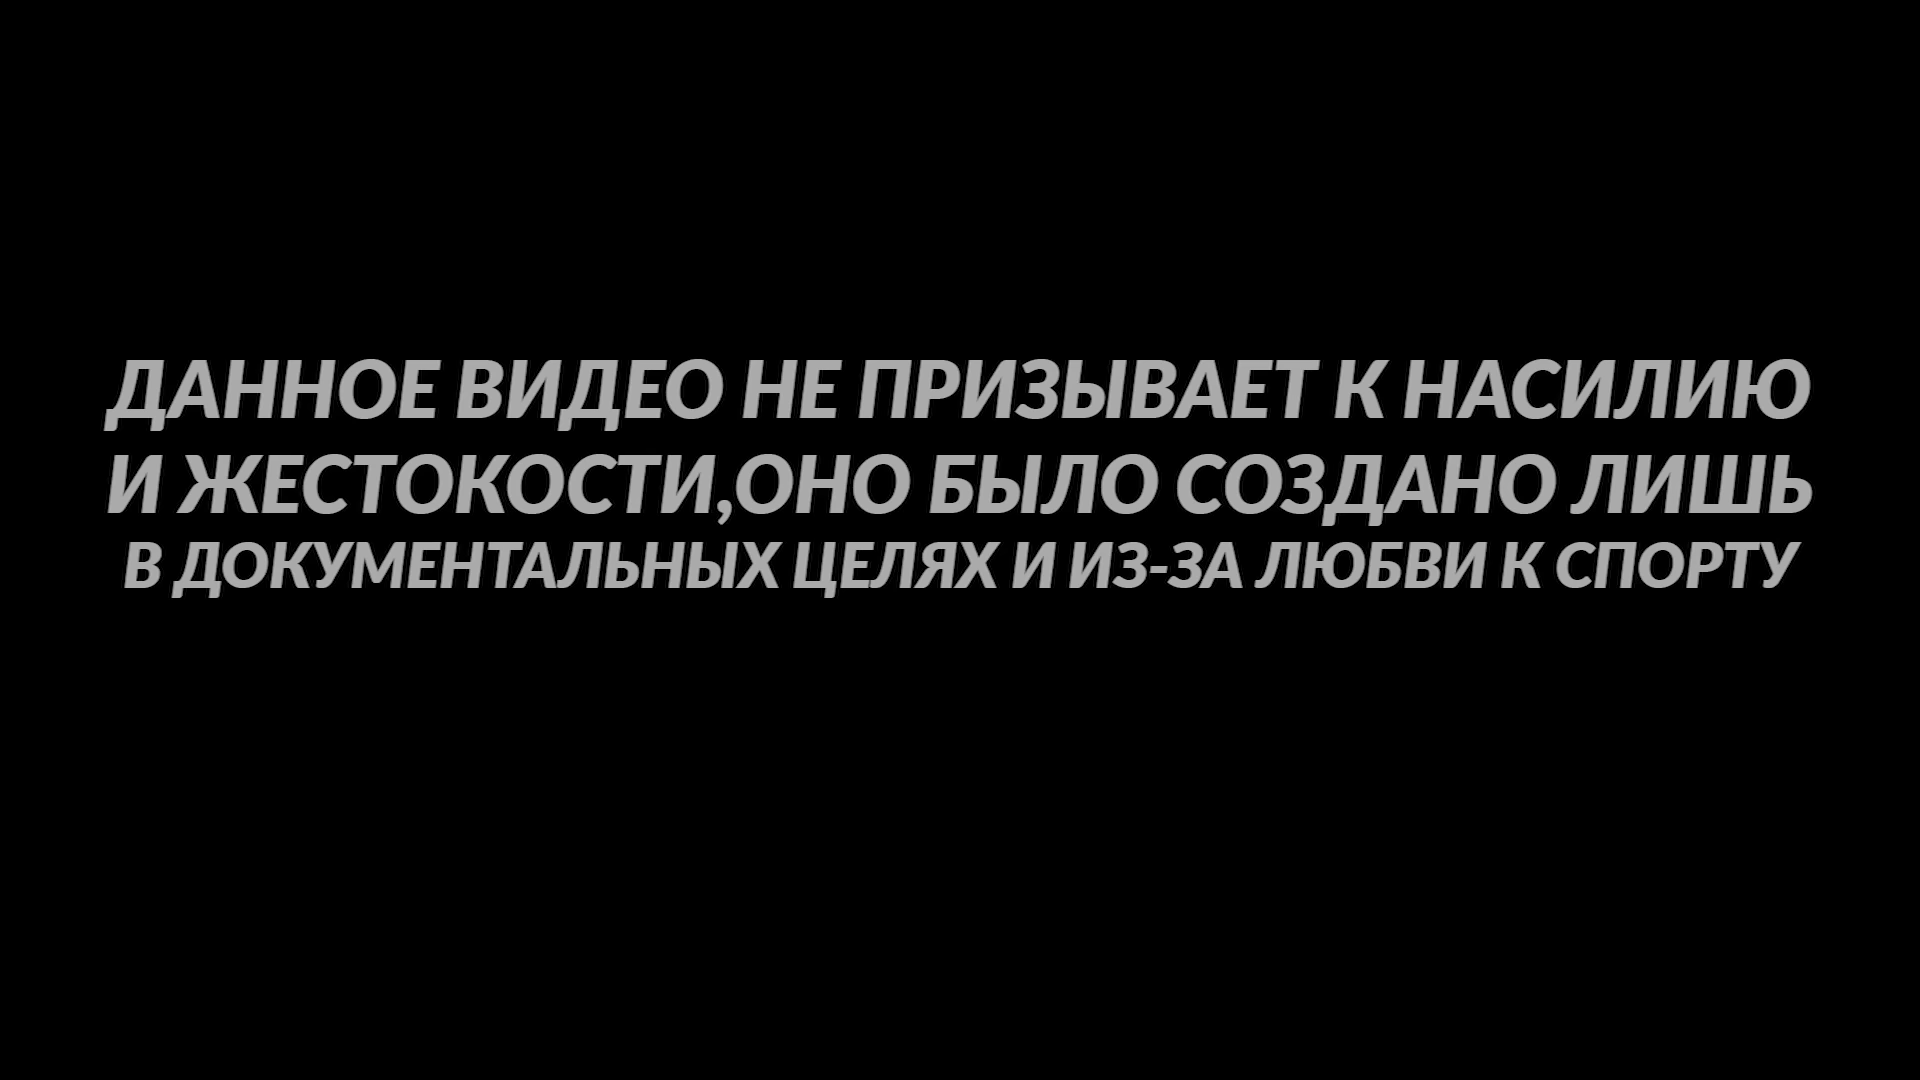 ДАННОЕ ВИДЕО НЕ ПРИЗЫВАЕТ К НАСИЛИЮ
И ЖЕСТОКОСТИ,ОНО БЫЛО СОЗДАНО ЛИШЬ
В ДОКУМЕНТАЛЬНЫХ ЦЕЛЯХ И ИЗ-ЗА ЛЮБВИ К СПОРТУ